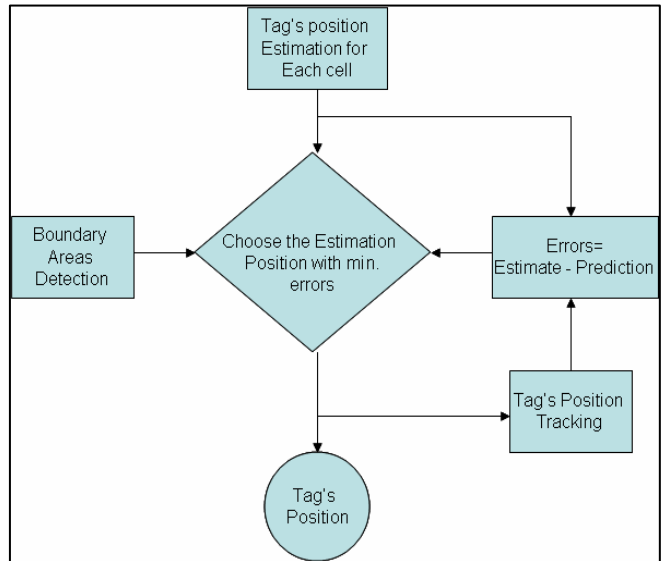 Tag's position
Estimation for
Each cell
Boundary
Areas
Detection
Choose the Estimation
Position with min.
errors
Errors=
Estimate - Prediction
Tag's Position
Tracking
Tag's
Position